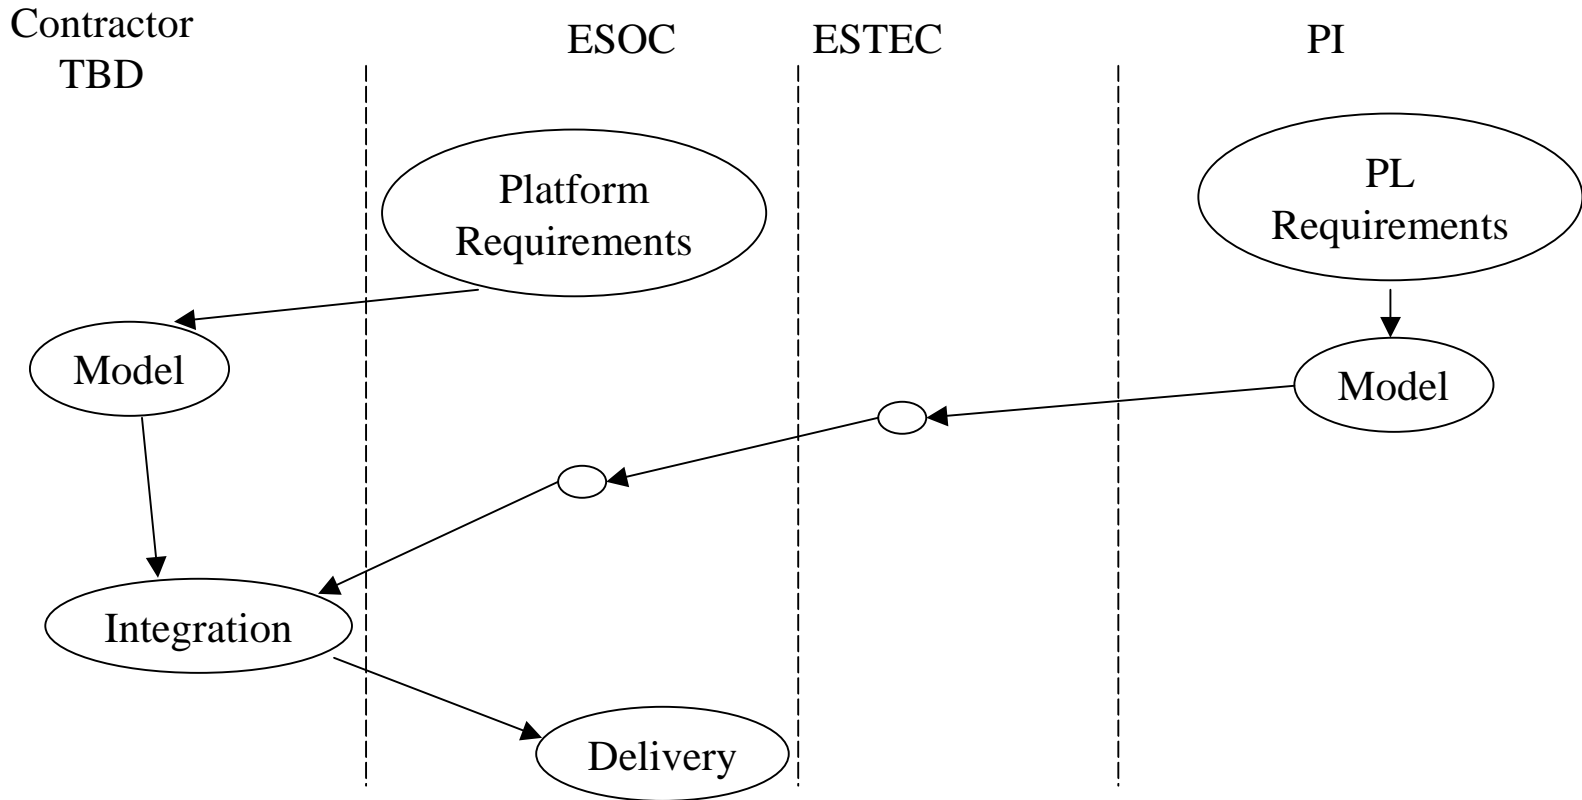 Contractor
TBD
ESOC
ESTEC
PI
Platform
Requirements
PL
Requirements
Model
Model
Integration
Delivery